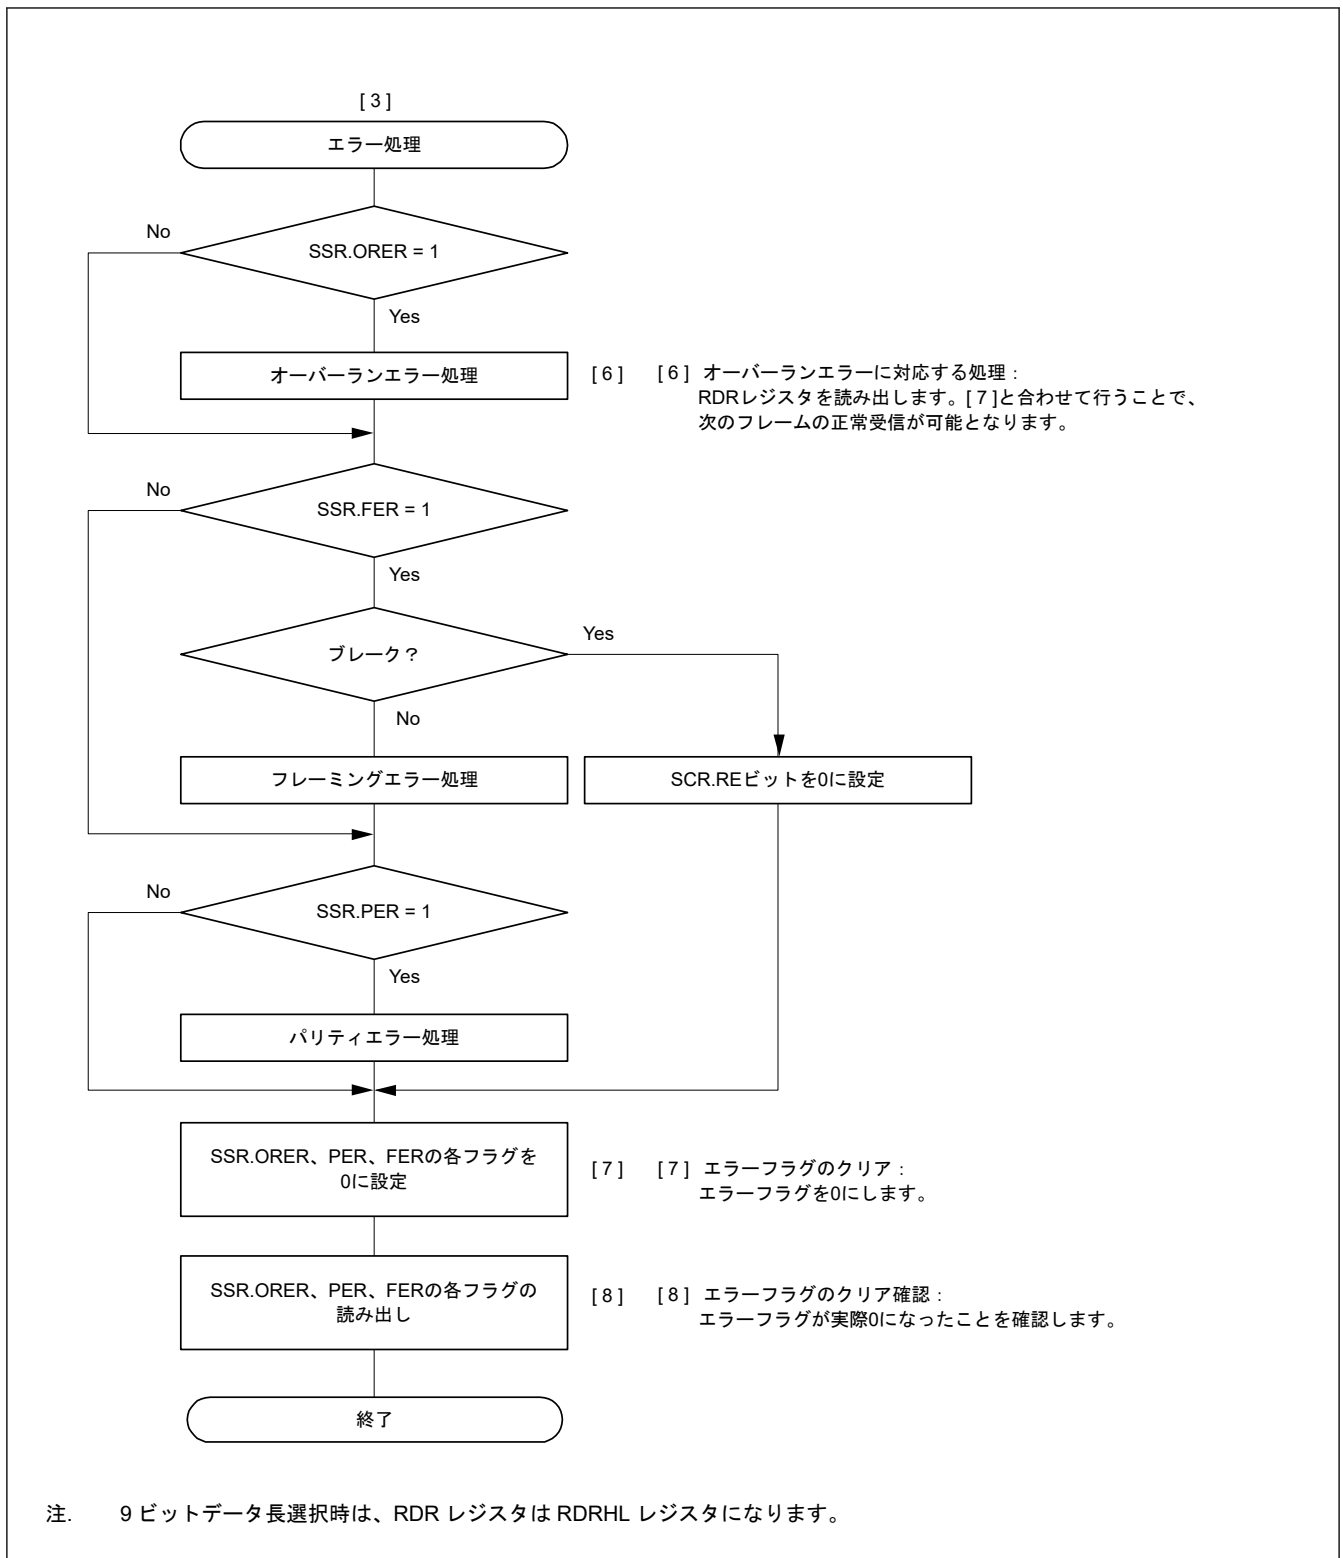 [ 3 ]
エラー処理
No
SSR.ORER = 1
Yes
オーバーランエラー処理
[ 6 ]
[ 6 ] オーバーランエラーに対応する処理：
RDRレジスタを読み出します。[ 7 ]と合わせて行うことで、
次のフレームの正常受信が可能となります。
No
SSR.FER = 1
Yes
ブレーク？
Yes
No
フレーミングエラー処理
SCR.REビットを0に設定
No
SSR.PER = 1
Yes
パリティエラー処理
SSR.ORER、PER、FERの各フラグを
0に設定
[ 7 ]
[ 7 ] エラーフラグのクリア：
エラーフラグを0にします。
SSR.ORER、PER、FERの各フラグの
読み出し
[ 8 ]
[ 8 ] エラーフラグのクリア確認：
エラーフラグが実際0になったことを確認します。
終了
注. 9 ビットデータ長選択時は、RDR レジスタは RDRHL レジスタになります。